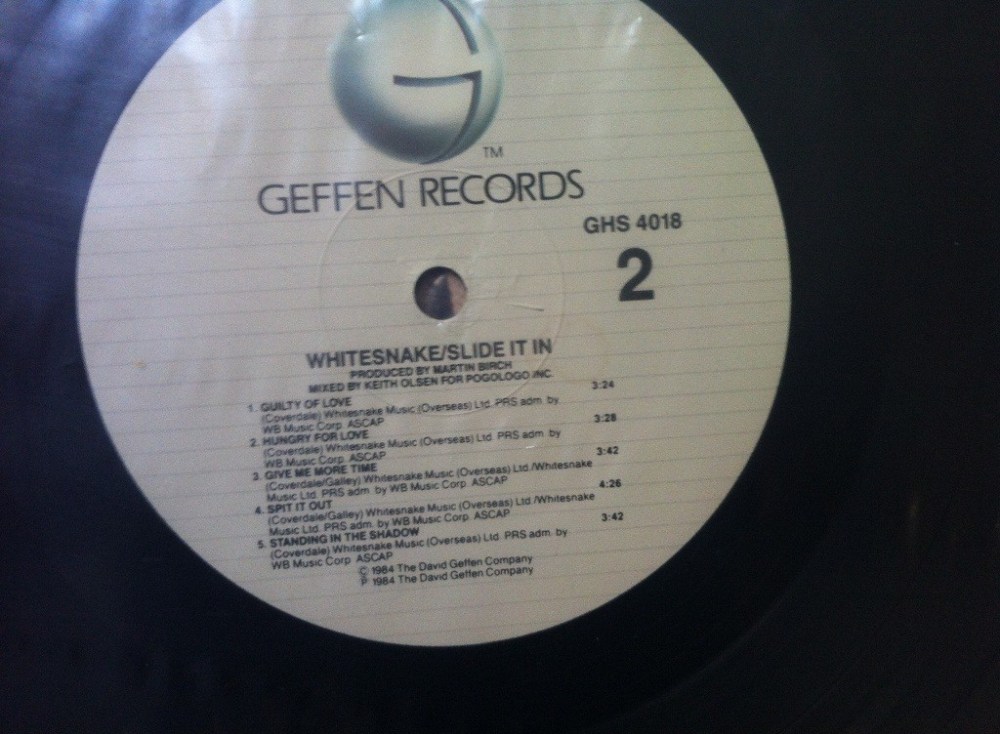 G
TM
GEFFEN RECORDS
GHS 4018
2
WHITESNAKE/SLIDE IT IN
PRODUCED BY MARTIN BIRCH
MIXED BY KEITH OLSEN FOR POGOLOGO INC.
1. GUILTY OF LOVE 3:24
(Coverdale) Whitesnake Music (Overseas) Ltd. PRS adm. by
WB Music Corp. ASCAP
2. HUNGRY FOR LOVE 3:28
(Coverdale) Whitesnake Music (Overseas) Ltd. PRS adm. by
WB Music Corp. ASCAP
3. GIVE ME MORE TIME 3:42
(Coverdale/Galley) Whitesnake Music (Overseas) Ltd./Whitesnake
Music Ltd. PRS adm. by WB Music Corp. ASCAP
4. SPIT IT OUT 4:26
(Coverdale/Galley) Whitesnake Music (Overseas) Ltd./Whitesnake
Music Ltd. PRS adm. by WB Music Corp. ASCAP
5. STANDING IN THE SHADOW 3:42
(Coverdale) Whitesnake Music (Overseas) Ltd. PRS adm. by
WB Music Corp. ASCAP
© 1984 The David Geffen Company
℗ 1984 The David Geffen Company